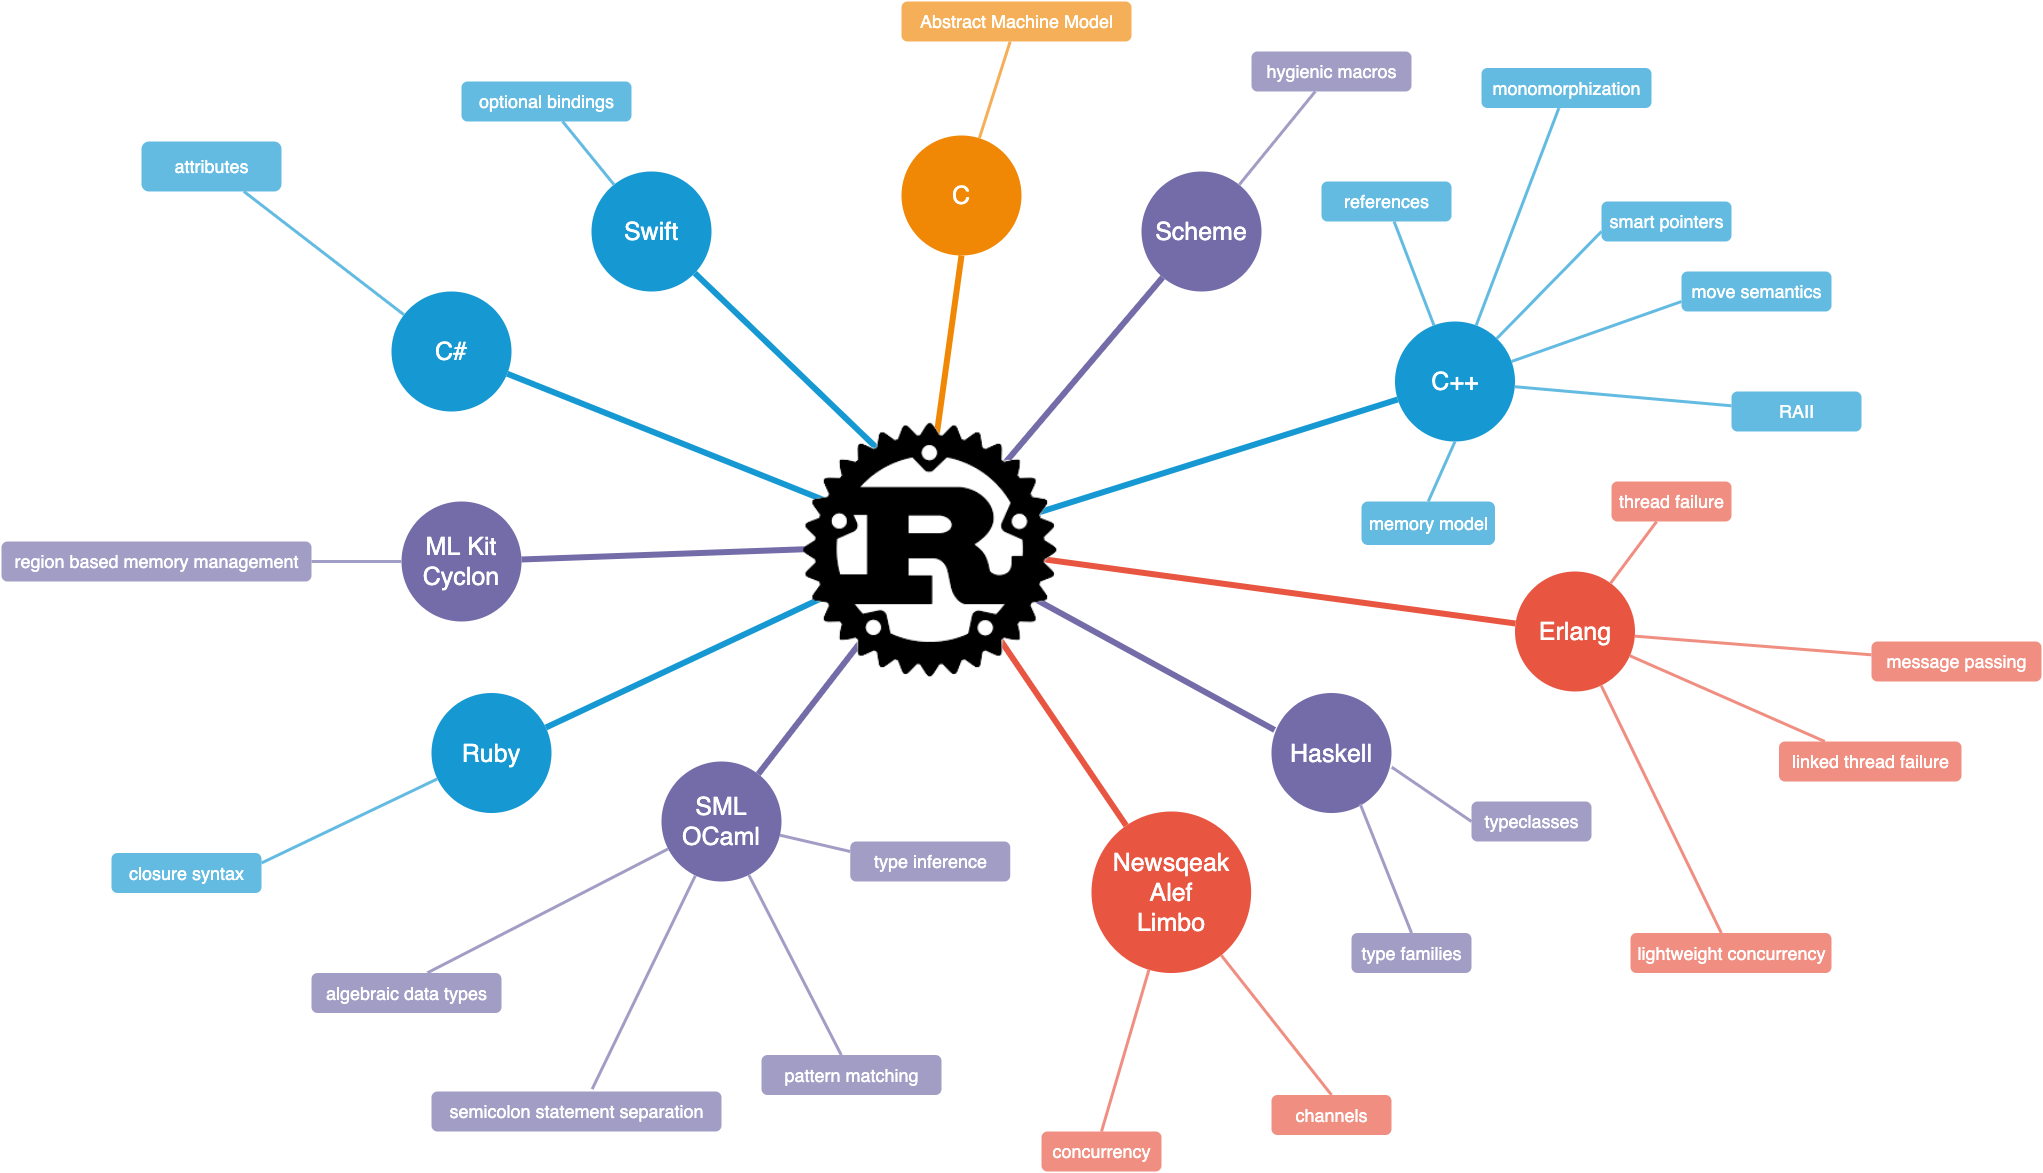 Abstract Machine Model
hygienic macros
monomorphization
optional bindings
attributes
references
smart pointers
C
Swift
Scheme
move semantics
C#
C++
RAII
memory model
thread failure
R
ML Kit
Cyclon
region based memory management
Erlang
message passing
Ruby
Haskell
linked thread failure
SML
OCaml
typeclasses
type inference
Newsqeak
Alef
Limbo
closure syntax
type families
lightweight concurrency
algebraic data types
pattern matching
semicolon statement separation
channels
concurrency